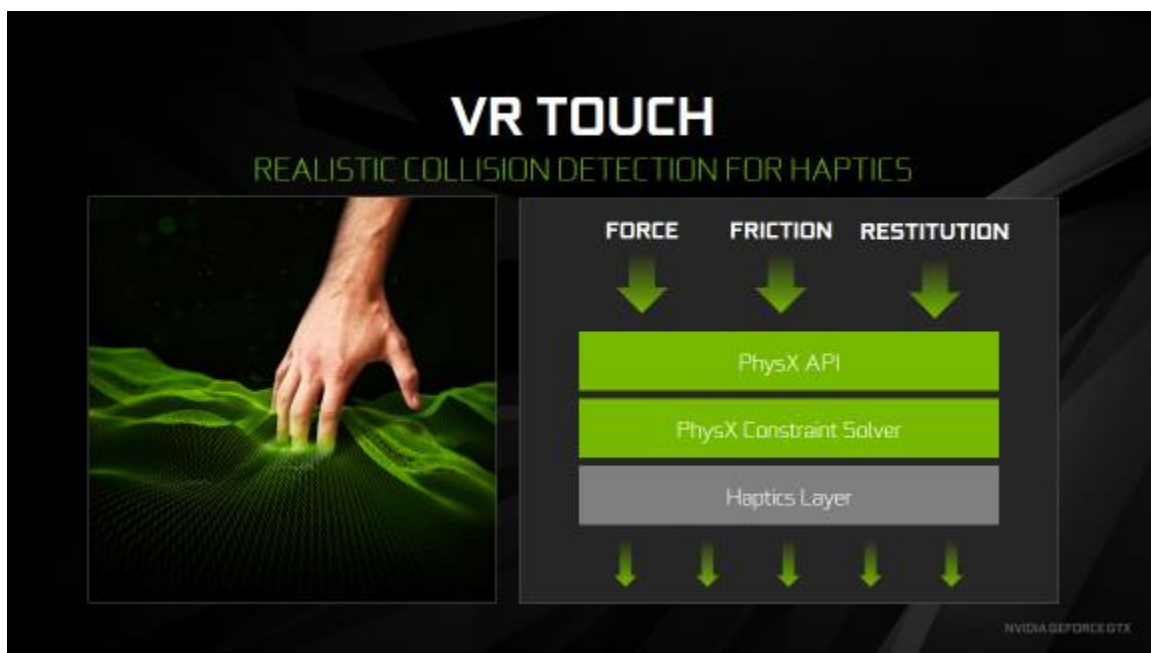 VR TOUCH
REALISTIC COLLISION DETECTION FOR HAPTICS
FORCE FRICTION RESTITUTION
PhysX API
PhysX Constraint Solver
Haptics Layer
NVIDIA GEFORCE GTX